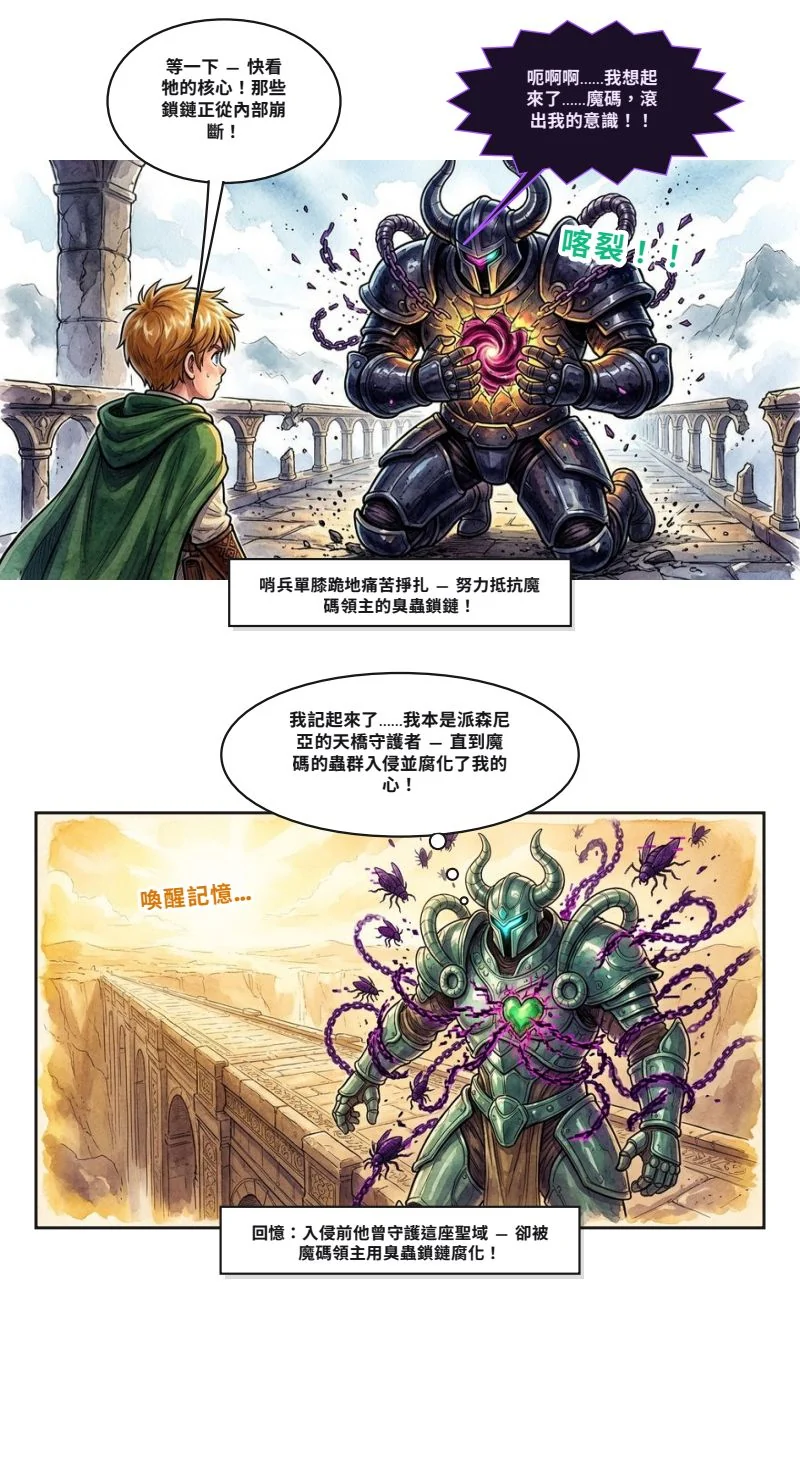 等一下 — 快看
牠的核心！那些
鎖鏈正從內部崩
斷！
呃啊啊……我想起
來了……魔碼，滾
出我的意識！！
喀裂！！
哨兵單膝跪地痛苦掙扎 — 努力抵抗魔
碼領主的臭蟲鎖鏈！
我記起來了……我本是派森尼
亞的天橋守護者 — 直到魔
碼的蟲群入侵並腐化了我的
心！
喚醒記憶…
回憶：入侵前他曾守護這座聖域 — 卻被
魔碼領主用臭蟲鎖鏈腐化！